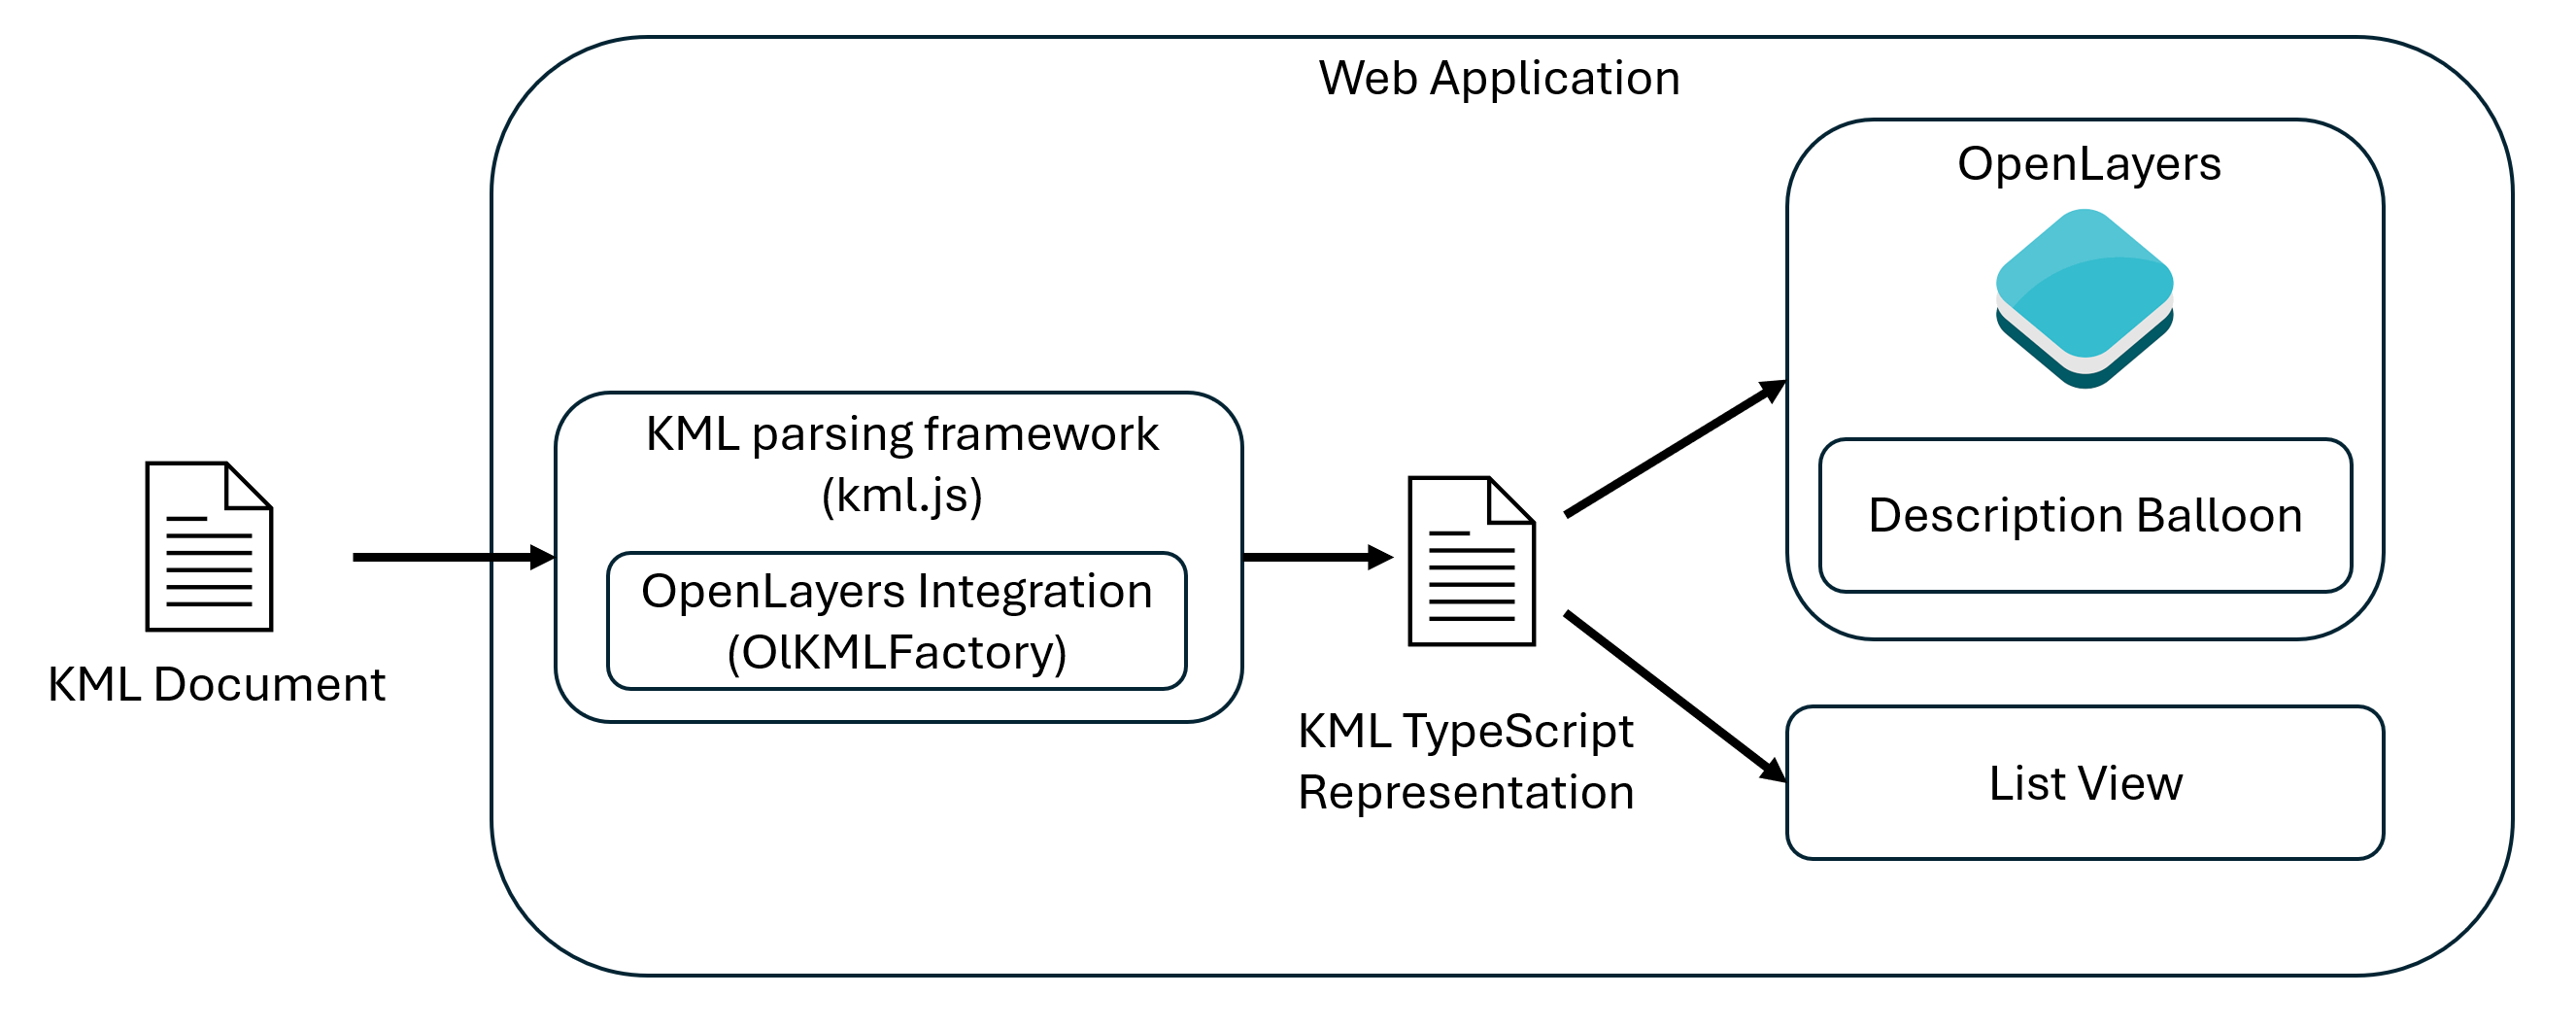 Web Application
OpenLayers
KML parsing framework
(kml.js)
OpenLayers Integration
(OlKMLFactory)
KML Document
KML TypeScript
Representation
Description Balloon
List View